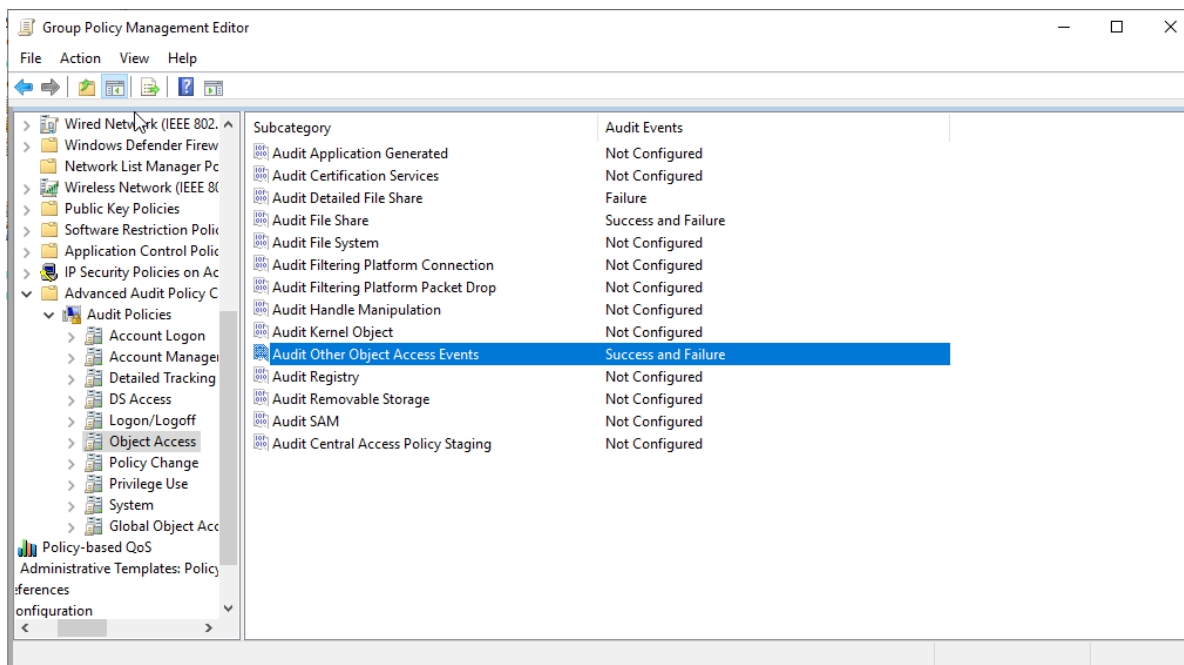 Group Policy Management Editor
File Action View Help
Wired Network (IEEE 802.
Windows Defender Firew
Network List Manager Po
Wireless Network (IEEE 80
Public Key Policies
Software Restriction Polic
Application Control Polic
IP Security Policies on Ac
Advanced Audit Policy C
Audit Policies
Account Logon
Account Manager
Detailed Tracking
DS Access
Logon/Logoff
Object Access
Policy Change
Privilege Use
System
Global Object Acc
Policy-based QoS
Administrative Templates: Policy
eferences
onfiguration
Subcategory Audit Events
Audit Application Generated Not Configured
Audit Certification Services Not Configured
Audit Detailed File Share Failure
Audit File Share Success and Failure
Audit File System Not Configured
Audit Filtering Platform Connection Not Configured
Audit Filtering Platform Packet Drop Not Configured
Audit Handle Manipulation Not Configured
Audit Kernel Object Not Configured
Audit Other Object Access Events Success and Failure
Audit Registry Not Configured
Audit Removable Storage Not Configured
Audit SAM Not Configured
Audit Central Access Policy Staging Not Configured